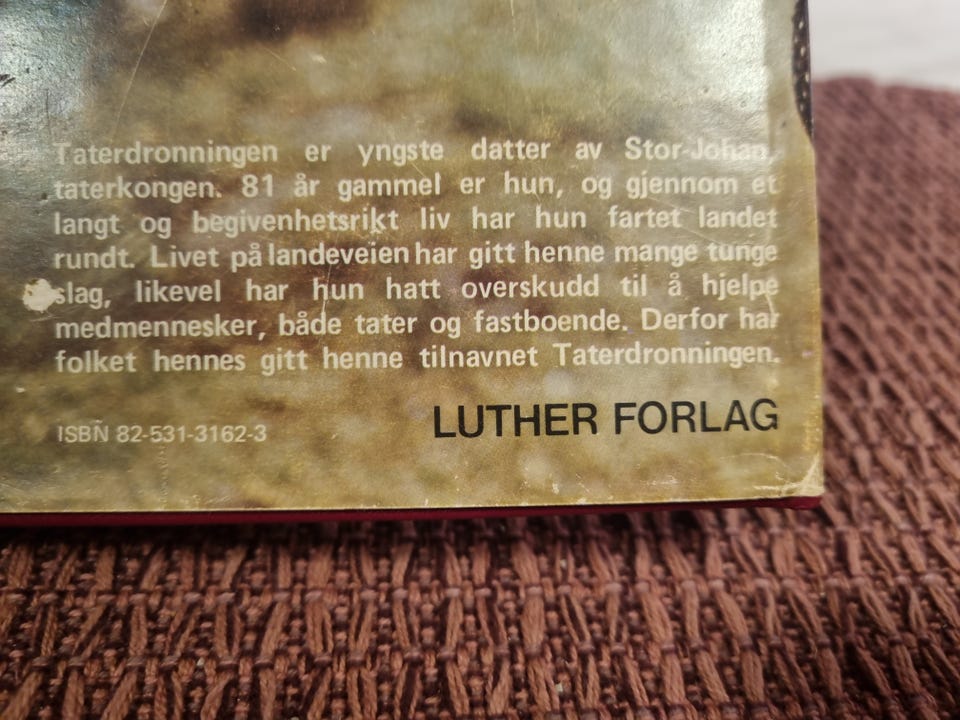 Taterdronningen er yngste datter av Stor-Johan,
taterkongen. 81 år gammel er hun, og gjennom et
langt og begivenhetsrikt liv har hun fartet landet
rundt. Livet på landeveien har gitt henne mange tunge
slag, likevel har hun hatt overskudd til å hjelpe
medmennesker, både tater og fastboende. Derfor har
folket hennes gitt henne tilnavnet Taterdronningen.
ISBN 82-531-3162-3
LUTHER FORLAG